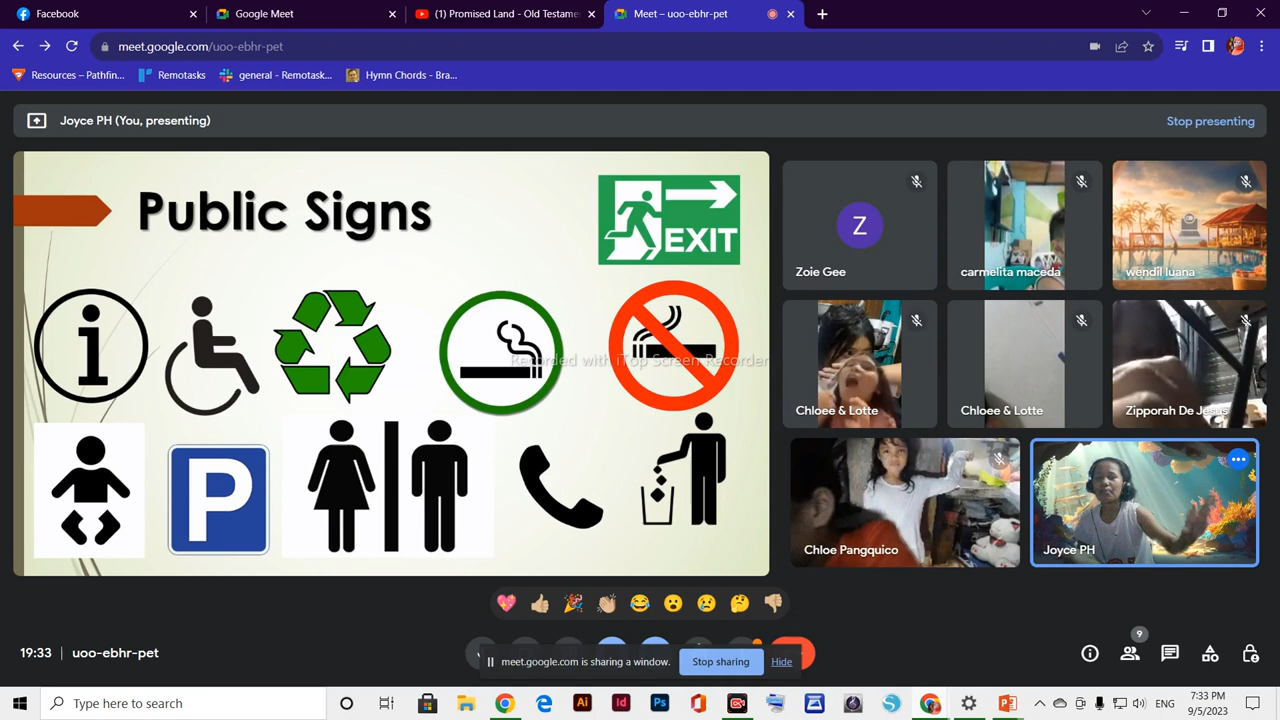 Facebook
Google Meet
(1) Promised Land - Old Testame
Meet – uoo-ebhr-pet
meet.google.com/uoo-ebhr-pet
Resources – Pathfin...
Remotasks
general - Remotask...
Hymn Chords - Bra...
Joyce PH (You, presenting)
Stop presenting
Public Signs
EXIT
i
P
Recorded with iTop Screen Recorder
Z
Zoie Gee
carmelita maceda
wendil luana
Chloee & Lotte
Chloee & Lotte
Zipporah De Jesus
Chloe Pangquico
Joyce PH
19:33
uoo-ebhr-pet
meet.google.com is sharing a window.
Stop sharing
Hide
9
Type here to search
Ai
Id
Ps
7:33 PM
9/5/2023